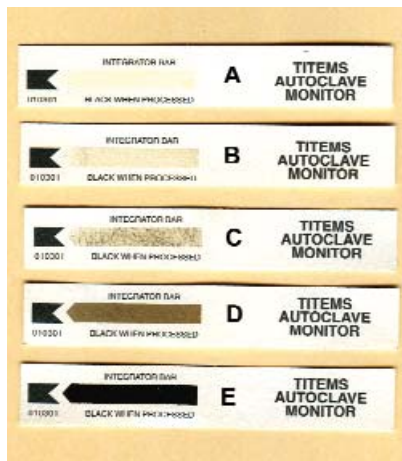 INTEGRATOR BAR
A
TITEMS
AUTOCLAVE
MONITOR
010301
BLACK WHEN PROCESSED
INTEGRATOR BAR
B
TITEMS
AUTOCLAVE
MONITOR
010301
BLACK WHEN PROCESSED
INTEGRATOR BAR
C
TITEMS
AUTOCLAVE
MONITOR
010301
BLACK WHEN PROCESSED
INTEGRATOR BAR
D
TITEMS
AUTOCLAVE
MONITOR
010301
BLACK WHEN PROCESSED
INTEGRATOR BAR
E
TITEMS
AUTOCLAVE
MONITOR
010301
BLACK WHEN PROCESSED